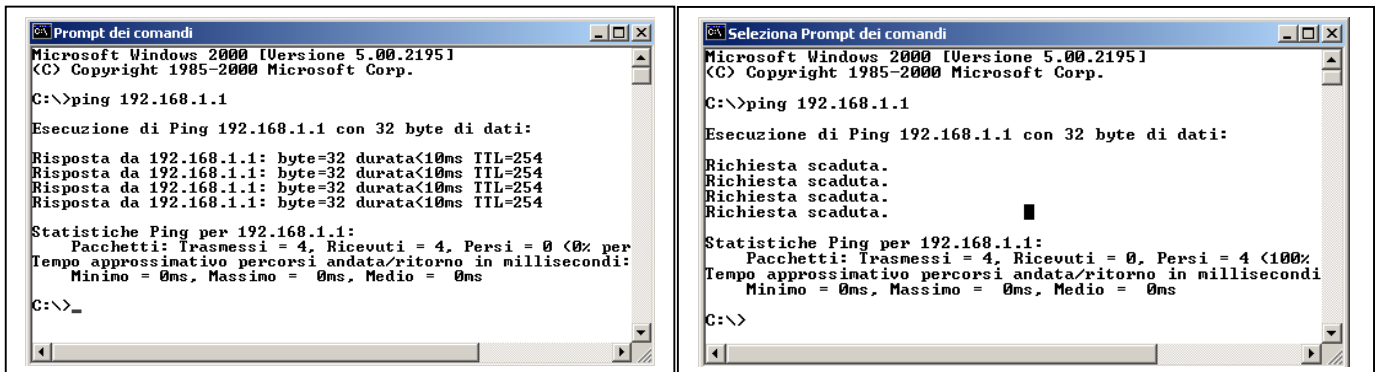 Prompt dei comandi
Microsoft Windows 2000 [Versione 5.00.2195]
(C) Copyright 1985-2000 Microsoft Corp.
C:\>ping 192.168.1.1
Esecuzione di Ping 192.168.1.1 con 32 byte di dati:
Risposta da 192.168.1.1: byte=32 durata<10ms TTL=254
Risposta da 192.168.1.1: byte=32 durata<10ms TTL=254
Risposta da 192.168.1.1: byte=32 durata<10ms TTL=254
Risposta da 192.168.1.1: byte=32 durata<10ms TTL=254
Statistiche Ping per 192.168.1.1:
Pacchetti: Trasmessi = 4, Ricevuti = 4, Persi = 0 (0% per
Tempo approssimativo percorsi andata/ritorno in millisecondi:
Minimo = 0ms, Massimo =  0ms, Medio =  0ms
C:\>_
Seleziona Prompt dei comandi
Microsoft Windows 2000 [Versione 5.00.2195]
(C) Copyright 1985-2000 Microsoft Corp.
C:\>ping 192.168.1.1
Esecuzione di Ping 192.168.1.1 con 32 byte di dati:
Richiesta scaduta.
Richiesta scaduta.
Richiesta scaduta.
Richiesta scaduta.
Statistiche Ping per 192.168.1.1:
Pacchetti: Trasmessi = 4, Ricevuti = 0, Persi = 4 (100%
Tempo approssimativo percorsi andata/ritorno in millisecondi
Minimo = 0ms, Massimo =  0ms, Medio =  0ms
C:\>